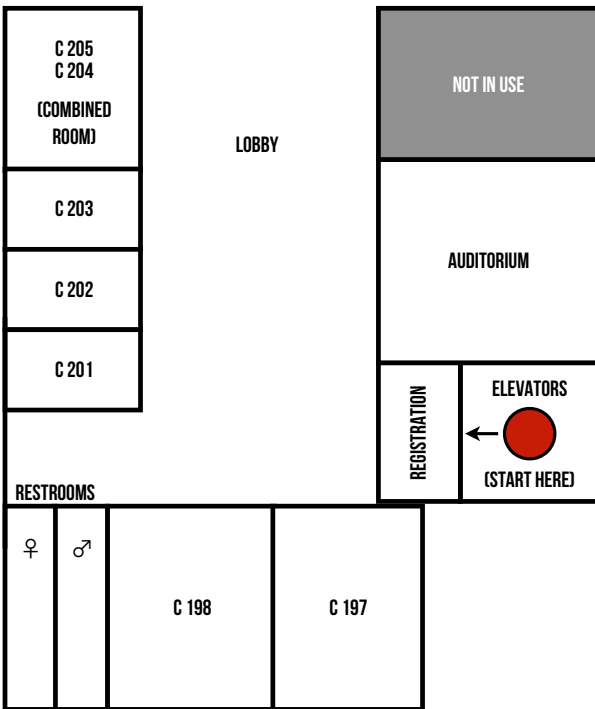 C 205
C 204
(COMBINED
ROOM)
NOT IN USE
LOBBY
C 203
AUDITORIUM
C 202
C 201
REGISTRATION
ELEVATORS
(START HERE)
RESTROOMS
♀ ♂
C 198
C 197